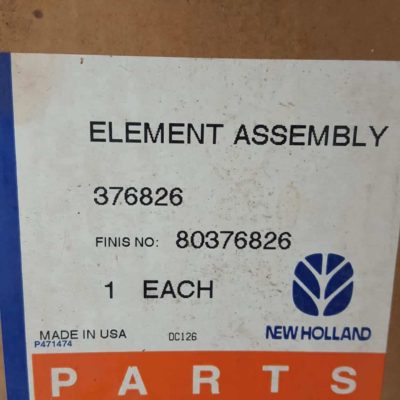 ELEMENT ASSEMBLY
376826
FINIS NO: 80376826
1 EACH
NEW HOLLAND
MADE IN USA DC126
P471474
PARTS